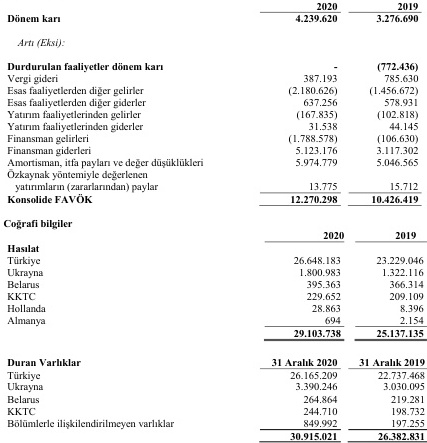 2020 2019
Dönem karı 4.239.620 3.276.690
Artı (Eksi):
Durdurulan faaliyetler dönem karı - (772.436)
Vergi gideri 387.193 785.630
Esas faaliyetlerden diğer gelirler (2.180.626) (1.456.672)
Esas faaliyetlerden diğer giderler 637.256 578.931
Yatırım faaliyetlerinden gelirler (167.835) (102.818)
Yatırım faaliyetlerinden giderler 31.538 44.145
Finansman gelirleri (1.788.578) (106.630)
Finansman giderleri 5.123.176 3.117.302
Amortisman, itfa payları ve değer düşüklükleri 5.974.779 5.046.565
Özkaynak yöntemiyle değerlenen
yatırımların (zararlarından) paylar 13.775 15.712
Konsolide FAVÖK 12.270.298 10.426.419
Coğrafi bilgiler
2020 2019
Hasılat
Türkiye 26.648.183 23.229.046
Ukrayna 1.800.983 1.322.116
Belarus 395.363 366.314
KKTC 229.652 209.109
Hollanda 28.863 8.396
Almanya 694 2.154
29.103.738 25.137.135
Duran Varlıklar 31 Aralık 2020 31 Aralık 2019
Türkiye 26.165.209 22.737.468
Ukrayna 3.390.246 3.030.095
Belarus 264.864 219.281
KKTC 244.710 198.732
Bölümlerle ilişkilendirilmeyen varlıklar 849.992 197.255
30.915.021 26.382.831